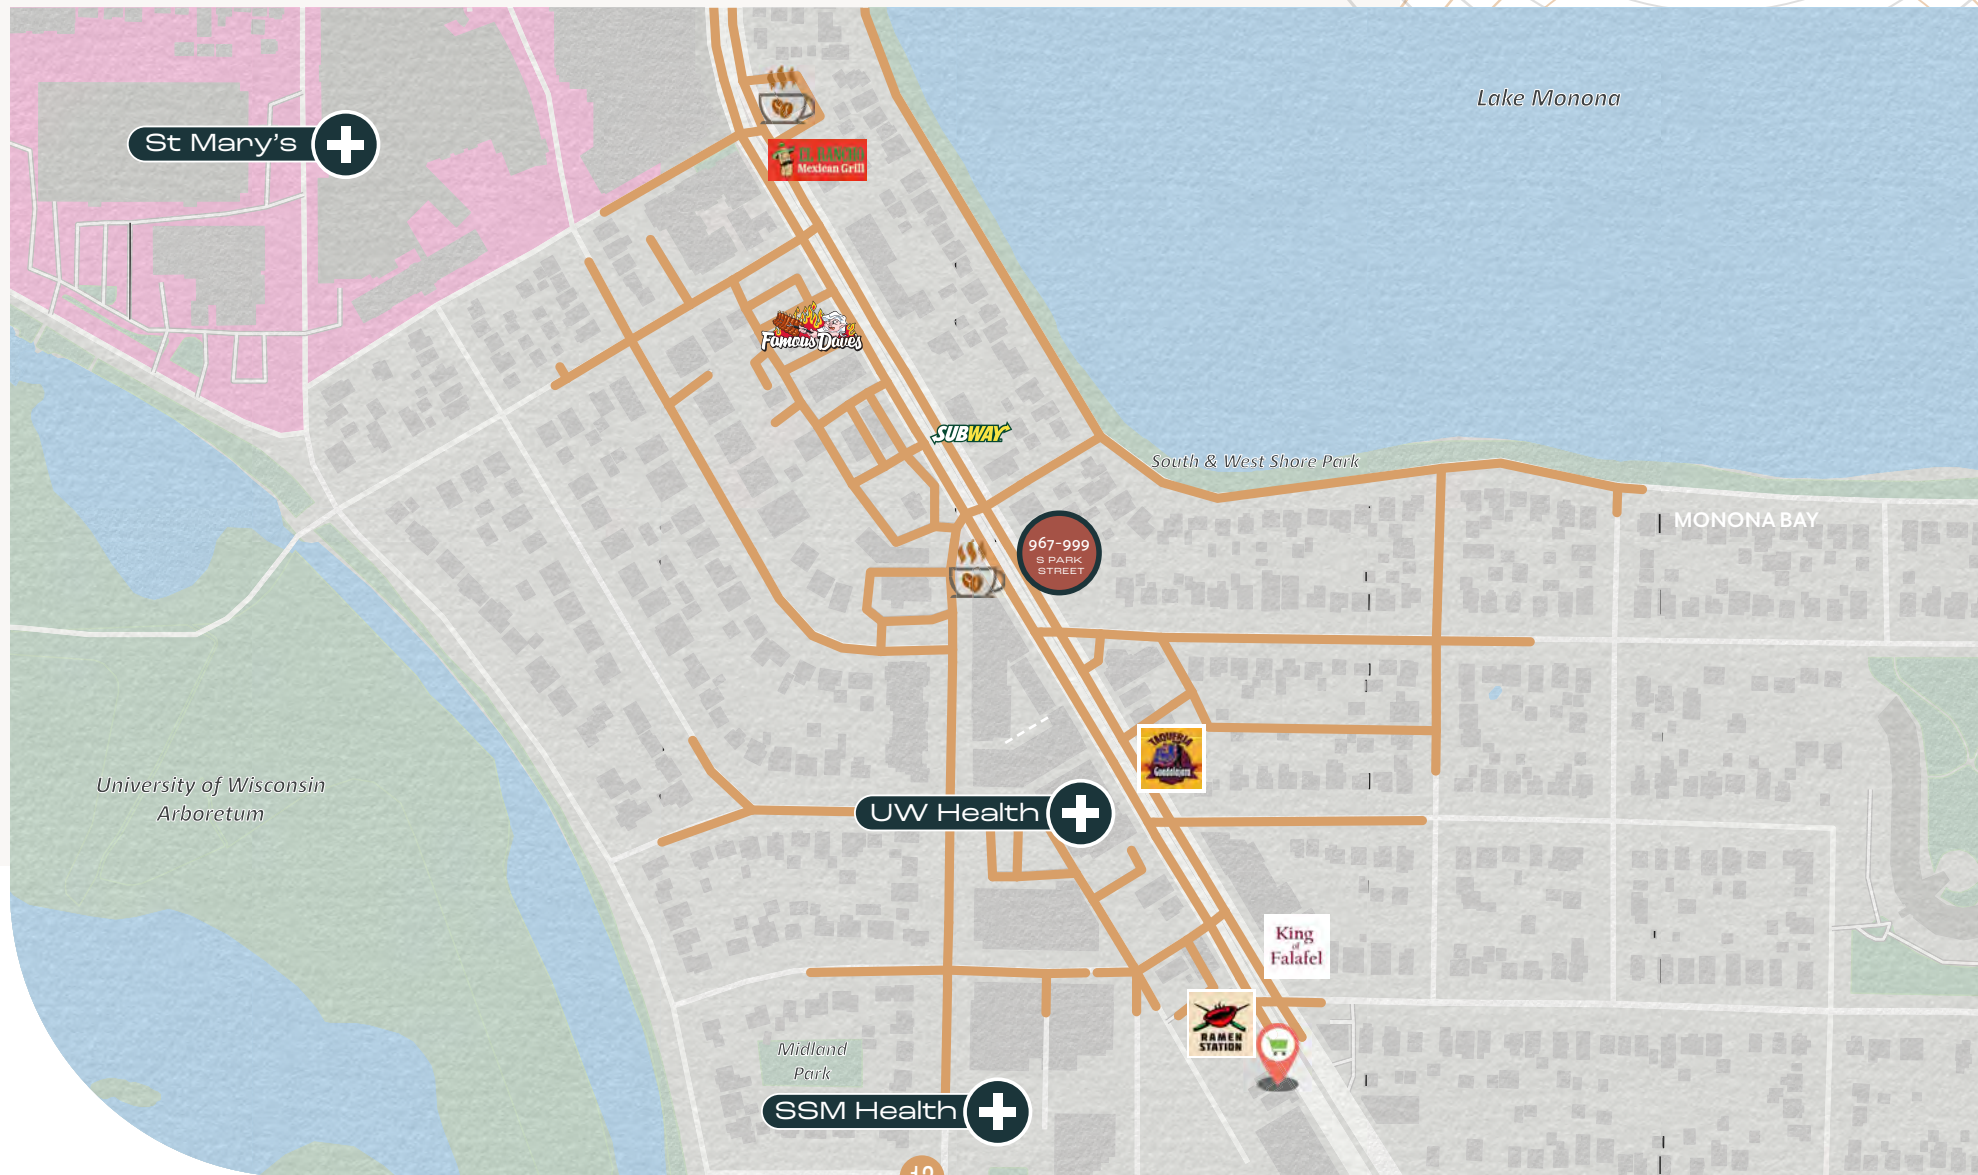 Lake Monona
St Mary's
EL RANCHO
Mexican Grill
Famous Dave's
SUBWAY
South & West Shore Park
MONONA BAY
967-999
S PARK
STREET
TAQUERIA
Guadalajara
University of Wisconsin
Arboretum
UW Health
King
of
Falafel
RAMEN
STATION
Midland
Park
SSM Health